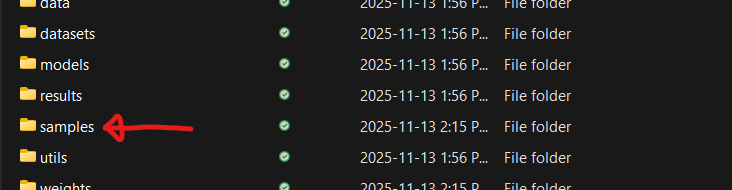 data 2025-11-13 1:56 P... File folder
datasets 2025-11-13 1:56 P... File folder
models 2025-11-13 1:56 P... File folder
results 2025-11-13 1:56 P... File folder
samples 2025-11-13 2:15 P... File folder
utils 2025-11-13 1:56 P... File folder
weights 2025-11-13 2:15 P... File folder